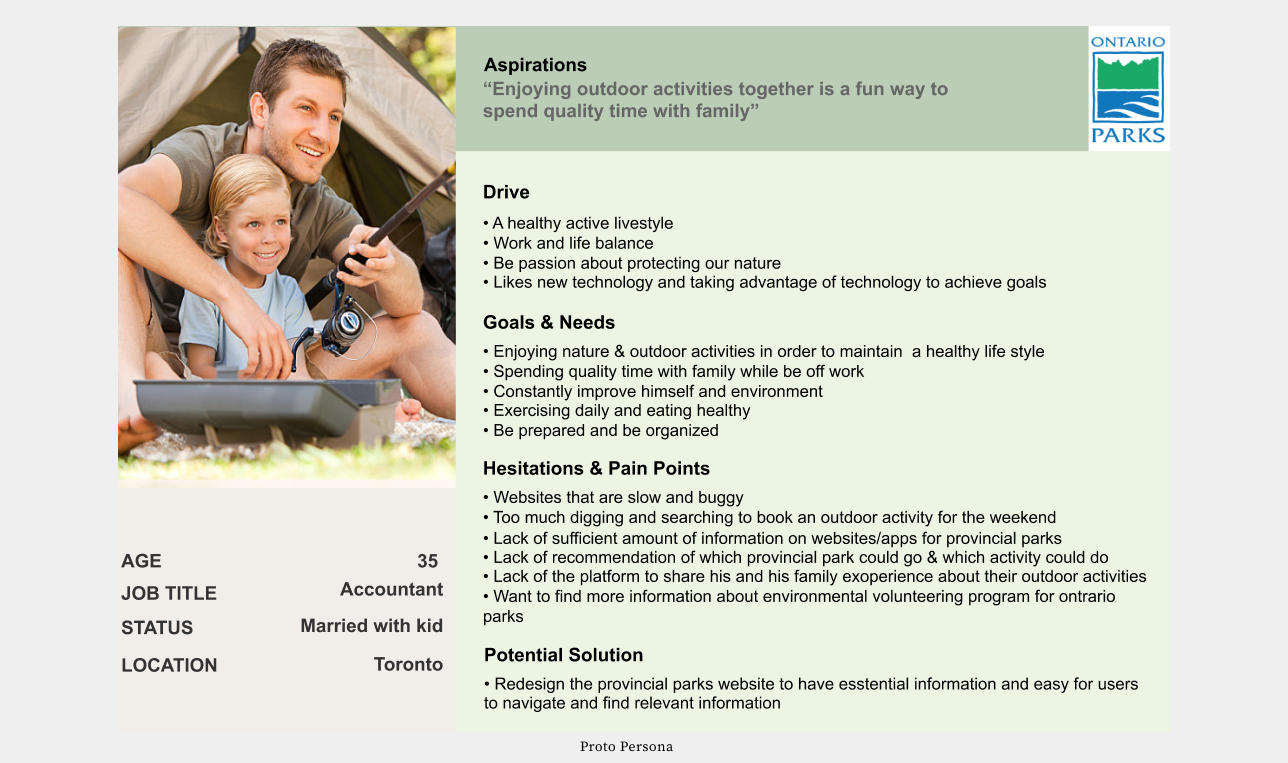 Aspirations
“Enjoying outdoor activities together is a fun way to
spend quality time with family”
ONTARIO
PARKS
Drive
• A healthy active livestyle
• Work and life balance
• Be passion about protecting our nature
• Likes new technology and taking advantage of technology to achieve goals
Goals & Needs
• Enjoying nature & outdoor activities in order to maintain  a healthy life style
• Spending quality time with family while be off work
• Constantly improve himself and environment
• Exercising daily and eating healthy
• Be prepared and be organized
Hesitations & Pain Points
• Websites that are slow and buggy
• Too much digging and searching to book an outdoor activity for the weekend
• Lack of sufficient amount of information on websites/apps for provincial parks
• Lack of recommendation of which provincial park could go & which activity could do
• Lack of the platform to share his and his family exoperience about their outdoor activities
• Want to find more information about environmental volunteering program for ontrario
parks
Potential Solution
• Redesign the provincial parks website to have esstential information and easy for users
to navigate and find relevant information
AGE 35
JOB TITLE Accountant
STATUS Married with kid
LOCATION Toronto
Proto Persona